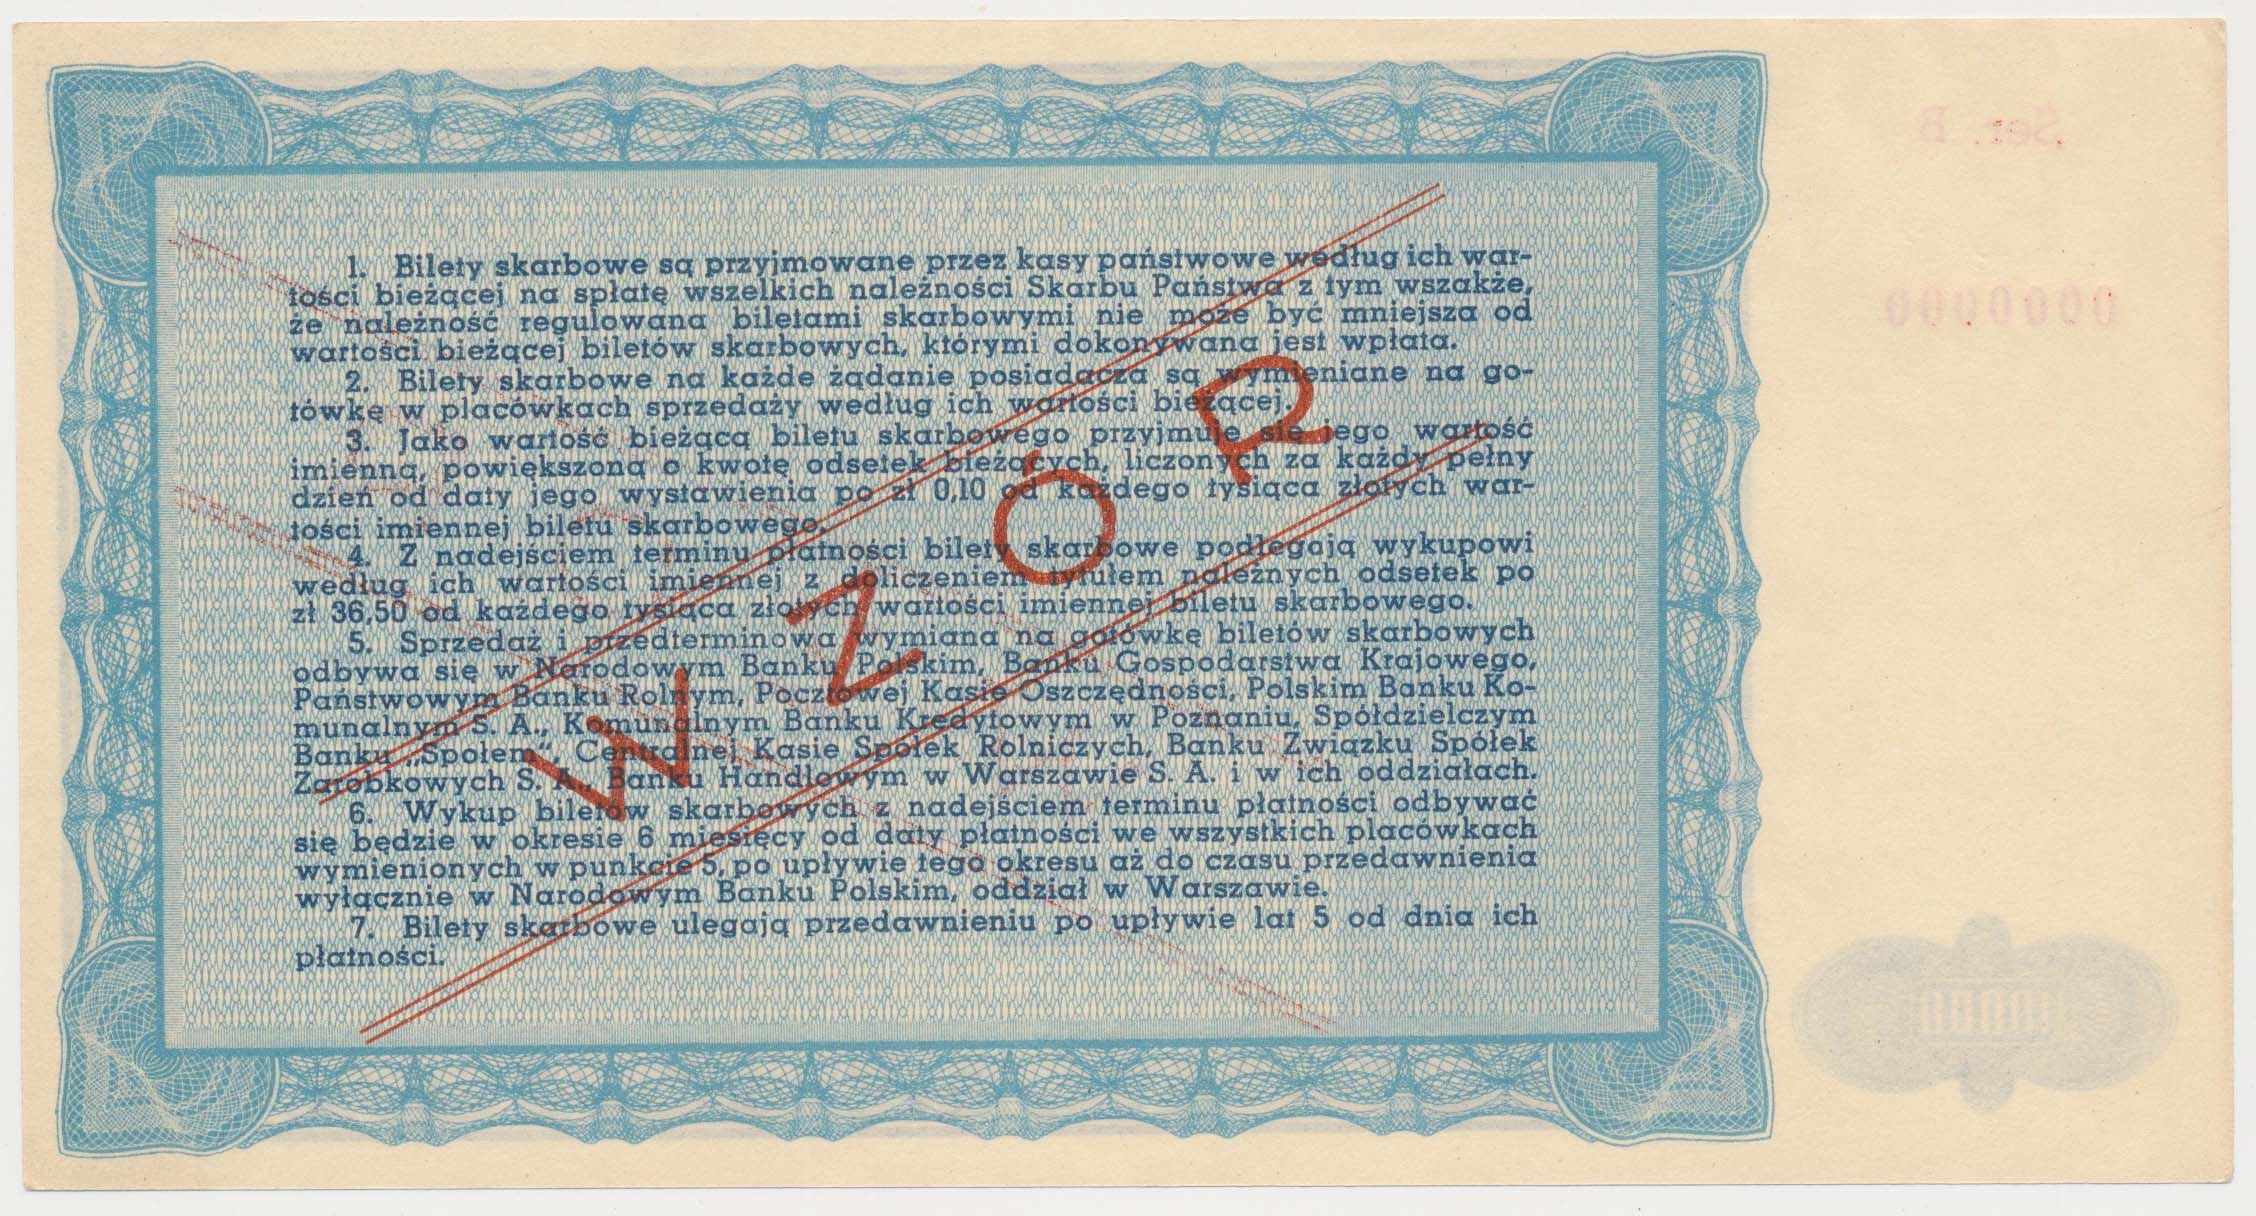 1. Bilety skarbowe są przyjmowane przez kasy państwowe według ich war-
tości bieżącej na spłatę wszelkich należności Skarbu Państwa z tym wszakże,
że należność regulowana biletami skarbowymi nie może być mniejsza od
wartości bieżącej biletów skarbowych, którymi dokonywana jest wpłata.
2. Bilety skarbowe na każde żądanie posiadacza są wymieniane na go-
tówkę w placówkach sprzedaży według ich wartości bieżącej.
3. Jako wartość bieżącą biletu skarbowego przyjmuje się jego wartość
imienną, powiększoną o kwotę odsetek bieżących, liczonych za każdy pełny
dzień od daty jego wystawienia po zł 0,10 od każdego tysiąca złotych war-
tości imiennej biletu skarbowego.
4. Z nadejściem terminu płatności bilety skarbowe podlegają wykupowi
według ich wartości imiennej z doliczeniem tytułem należnych odsetek po
zł 36,50 od każdego tysiąca złotych wartości imiennej biletu skarbowego.
5. Sprzedaż i przedterminowa wymiana na gotówkę biletów skarbowych
odbywa się w Narodowym Banku Polskim, Banku Gospodarstwa Krajowego,
Państwowym Banku Rolnym, Pocztowej Kasie Oszczędności, Polskim Banku Ko-
munalnym S. A., Komunalnym Banku Kredytowym w Poznaniu, Spółdzielczym
Banku „Społem“, Centralnej Kasie Spółek Rolniczych, Banku Związku Spółek
Zarobkowych S. A., Banku Handlowym w Warszawie S. A. i w ich oddziałach.
6. Wykup biletów skarbowych z nadejściem terminu płatności odbywać
się będzie w okresie 6 miesięcy od daty płatności we wszystkich placówkach
wymienionych w punkcie 5, po upływie tego okresu aż do czasu przedawnienia
wyłącznie w Narodowym Banku Polskim, oddział w Warszawie.
7. Bilety skarbowe ulegają przedawnieniu po upływie lat 5 od dnia ich
płatności.
WZÓR
Ser. B
0000000